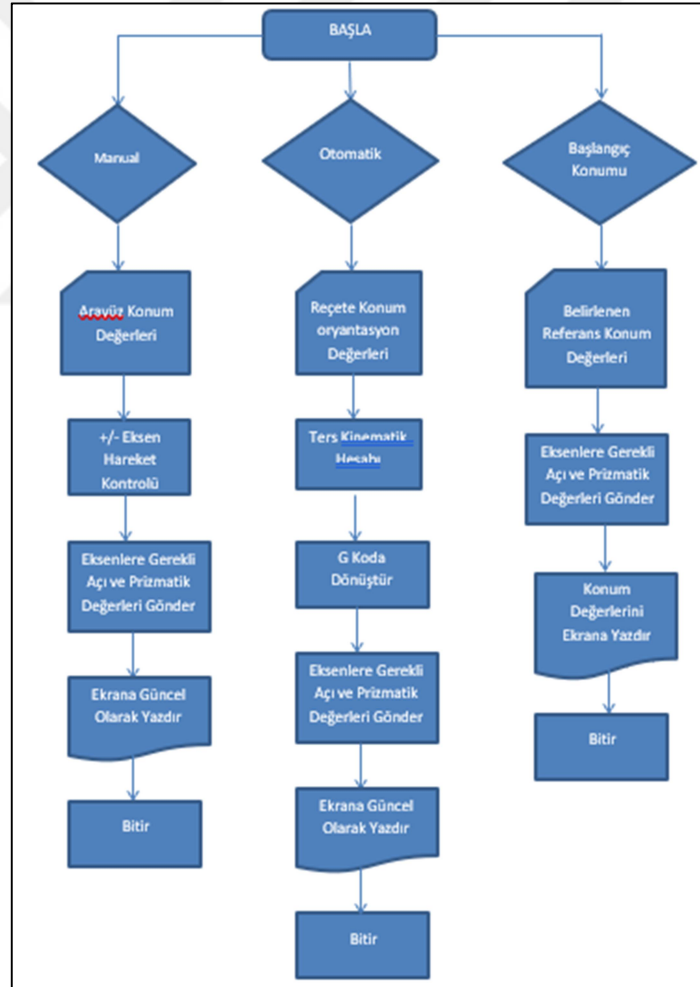 BAŞLA
Manual
Otomatik
Başlangıç
Konumu
Arayüz Konum
Değerleri
Reçete Konum
oryantasyon
Değerleri
Belirlenen
Referans Konum
Değerleri
+/- Eksen
Hareket
Kontrolü
Ters Kinematik
Hesabı
Eksenlere Gerekli
Açı ve Prizmatik
Değerleri Gönder
Eksenlere Gerekli
Açı ve Prizmatik
Değerleri Gönder
G Koda
Dönüştür
Konum
Değerlerini
Ekrana Yazdır
Ekrana Güncel
Olarak Yazdır
Eksenlere Gerekli
Açı ve Prizmatik
Değerleri Gönder
Bitir
Bitir
Ekrana Güncel
Olarak Yazdır
Bitir